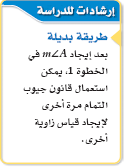 إرشادات للدراسة
طريقة بديلة
بعد إيجاد m∠A في
الخطوة 1، يمكن
استعمال قانون جيوب
التمام مرة أخرى
لإيجاد قياس زاوية
أخرى.